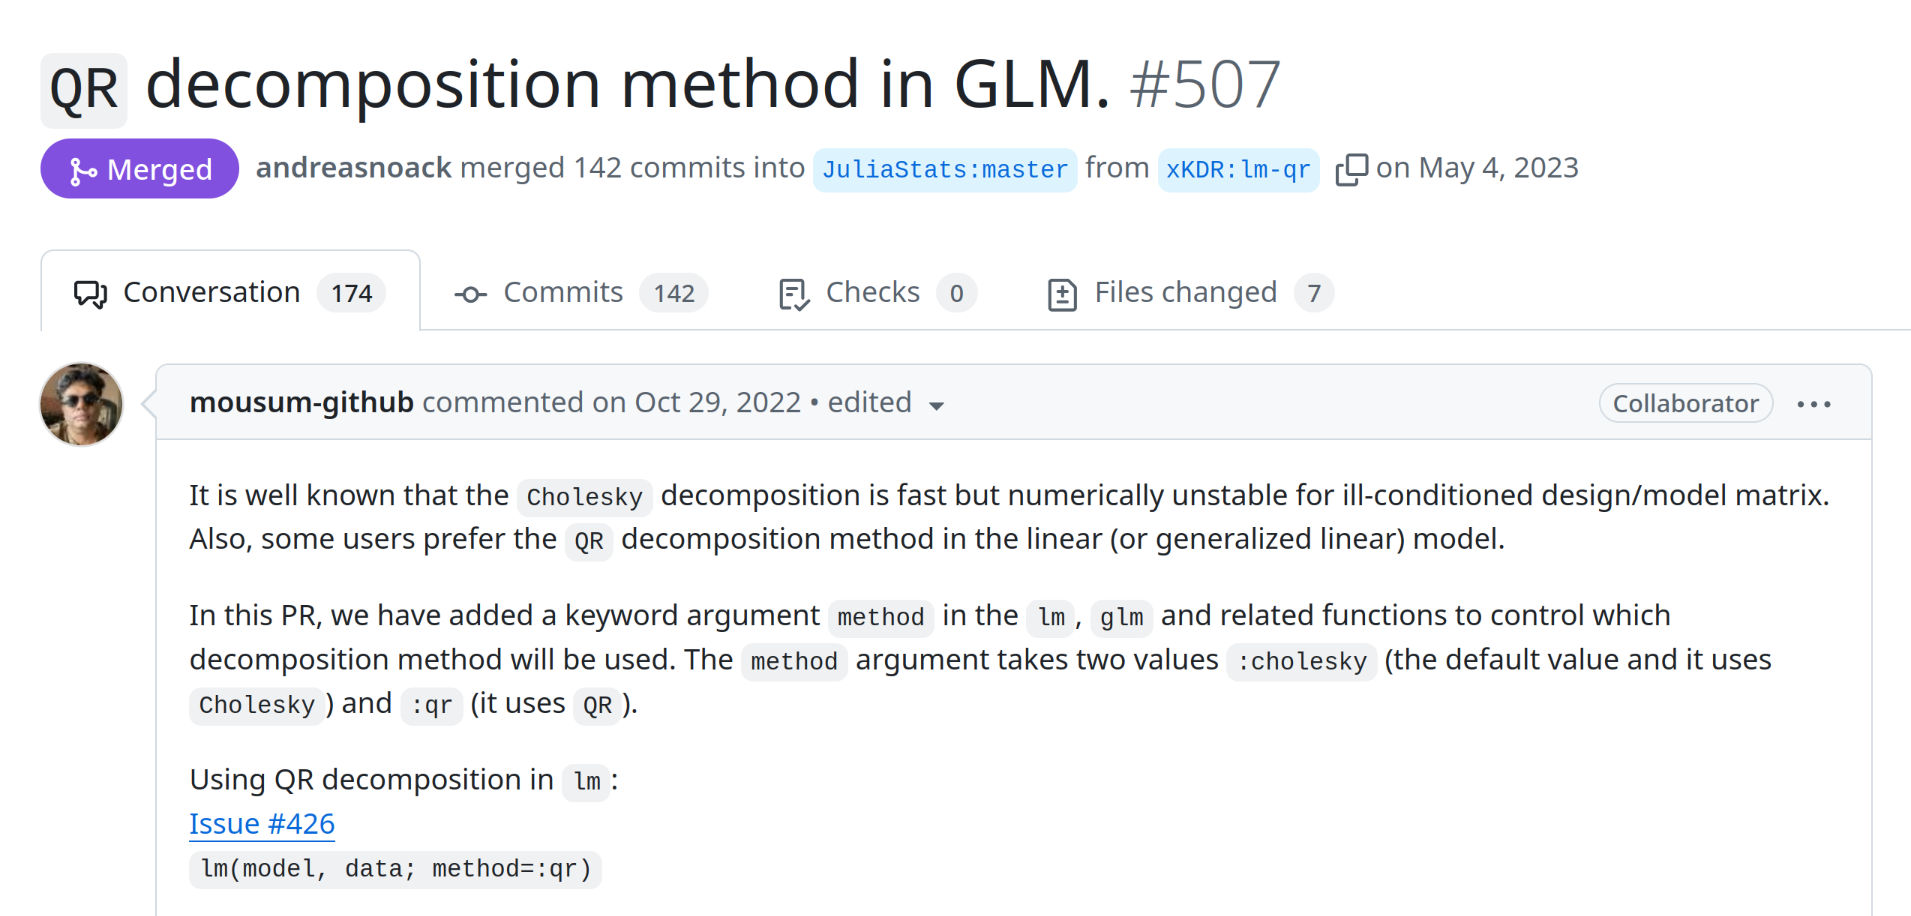 QR decomposition method in GLM. #507
Merged andreasnoack merged 142 commits into JuliaStats:master from xKDR:lm-qr on May 4, 2023
Conversation 174 Commits 142 Checks 0 Files changed 7
mousum-github commented on Oct 29, 2022 • edited Collaborator
It is well known that the Cholesky decomposition is fast but numerically unstable for ill-conditioned design/model matrix.
Also, some users prefer the QR decomposition method in the linear (or generalized linear) model.
In this PR, we have added a keyword argument method in the lm, glm and related functions to control which
decomposition method will be used. The method argument takes two values :cholesky (the default value and it uses
Cholesky) and :qr (it uses QR).
Using QR decomposition in lm:
Issue #426
lm(model, data; method=:qr)